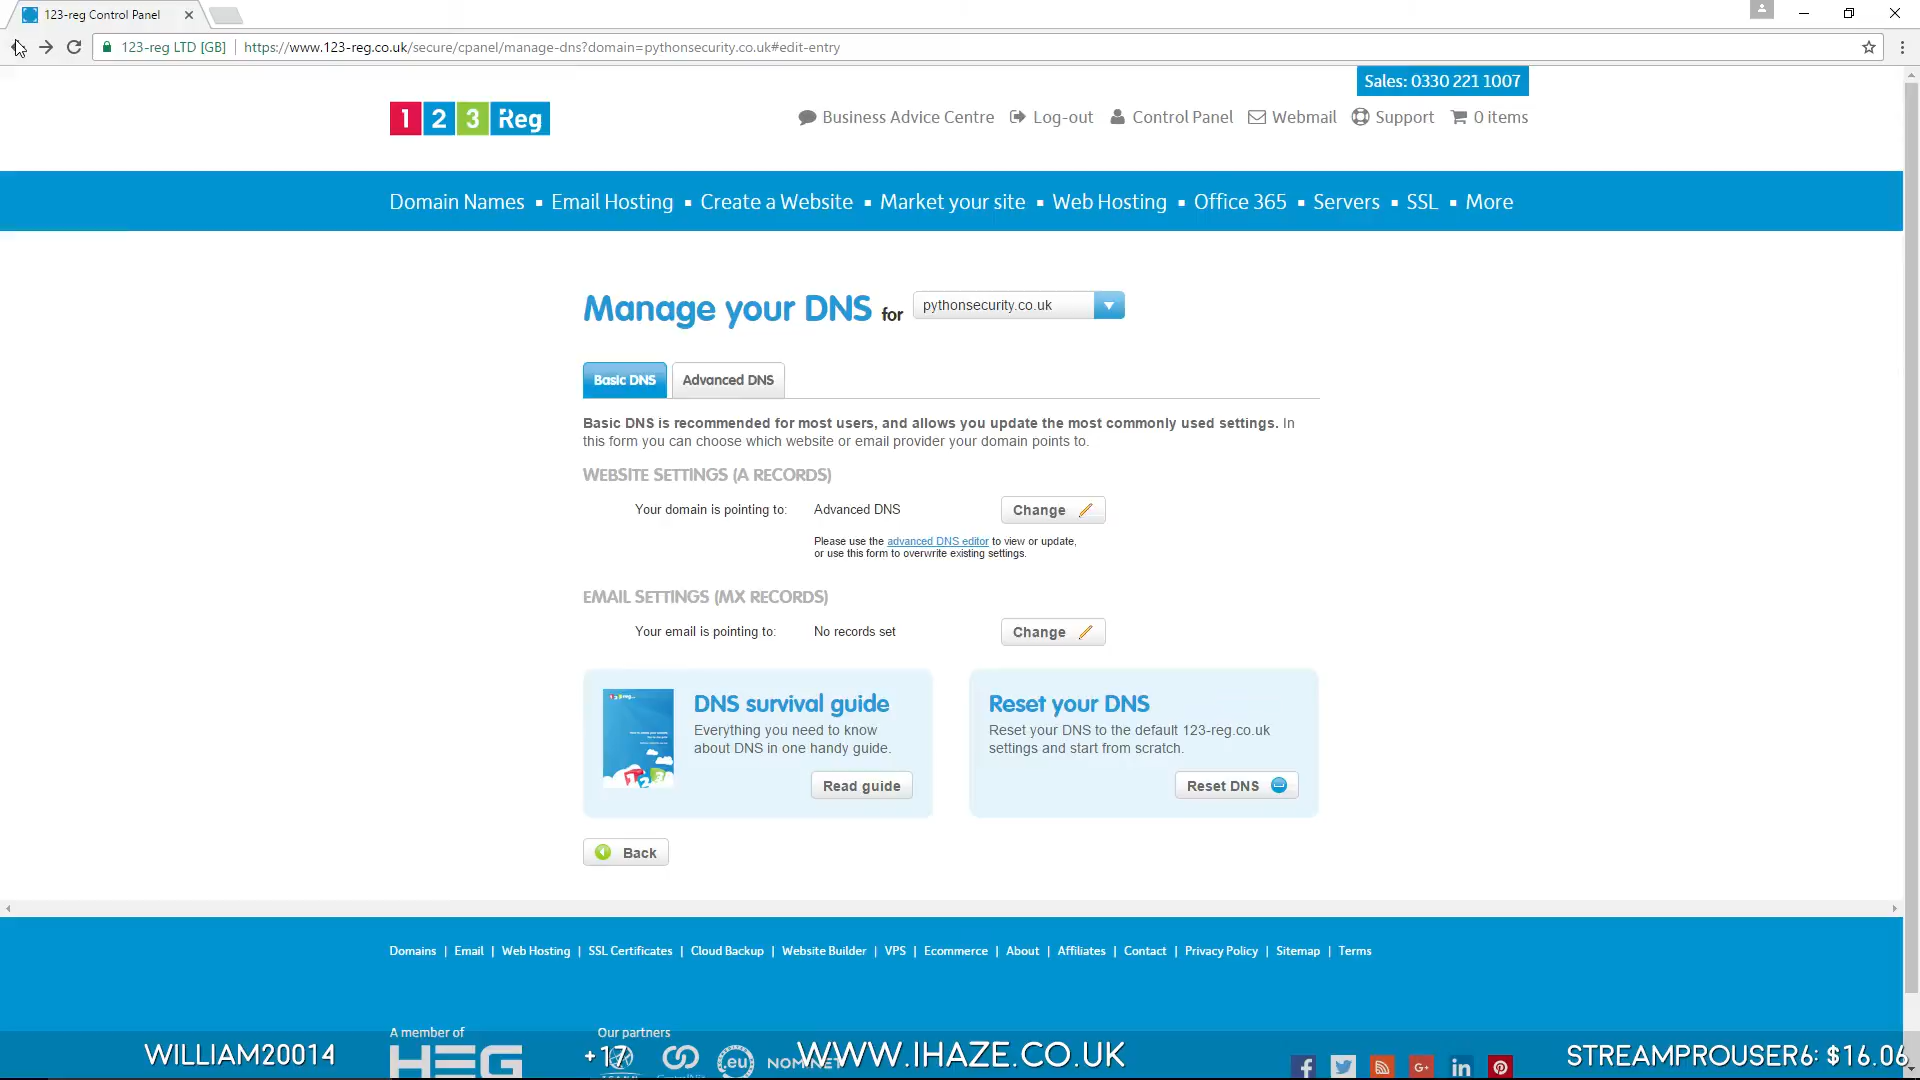 123-reg Control Panel
123-reg LTD [GB] https://www.123-reg.co.uk/secure/cpanel/manage-dns?domain=pythonsecurity.co.uk#edit-entry
Sales: 0330 221 1007
1 2 3 Reg
Business Advice Centre Log-out Control Panel Webmail Support 0 items
Domain Names ▪ Email Hosting ▪ Create a Website ▪ Market your site ▪ Web Hosting ▪ Office 365 ▪ Servers ▪ SSL ▪ More
Manage your DNS for pythonsecurity.co.uk
Basic DNS Advanced DNS
Basic DNS is recommended for most users, and allows you update the most commonly used settings. In
this form you can choose which website or email provider your domain points to.
WEBSITE SETTINGS (A RECORDS)
Your domain is pointing to: Advanced DNS Change
Please use the advanced DNS editor to view or update,
or use this form to overwrite existing settings.
EMAIL SETTINGS (MX RECORDS)
Your email is pointing to: No records set Change
DNS survival guide
Everything you need to know
about DNS in one handy guide.
Read guide
Reset your DNS
Reset your DNS to the default 123-reg.co.uk
settings and start from scratch.
Reset DNS
Back
Domains | Email | Web Hosting | SSL Certificates | Cloud Backup | Website Builder | VPS | Ecommerce | About | Affiliates | Contact | Privacy Policy | Sitemap | Terms
A member of
HEG
Our partners
.eu
WILLIAM20014
+17
WWW.IHAZE.CO.UK
STREAMPROUSER6: $16.06